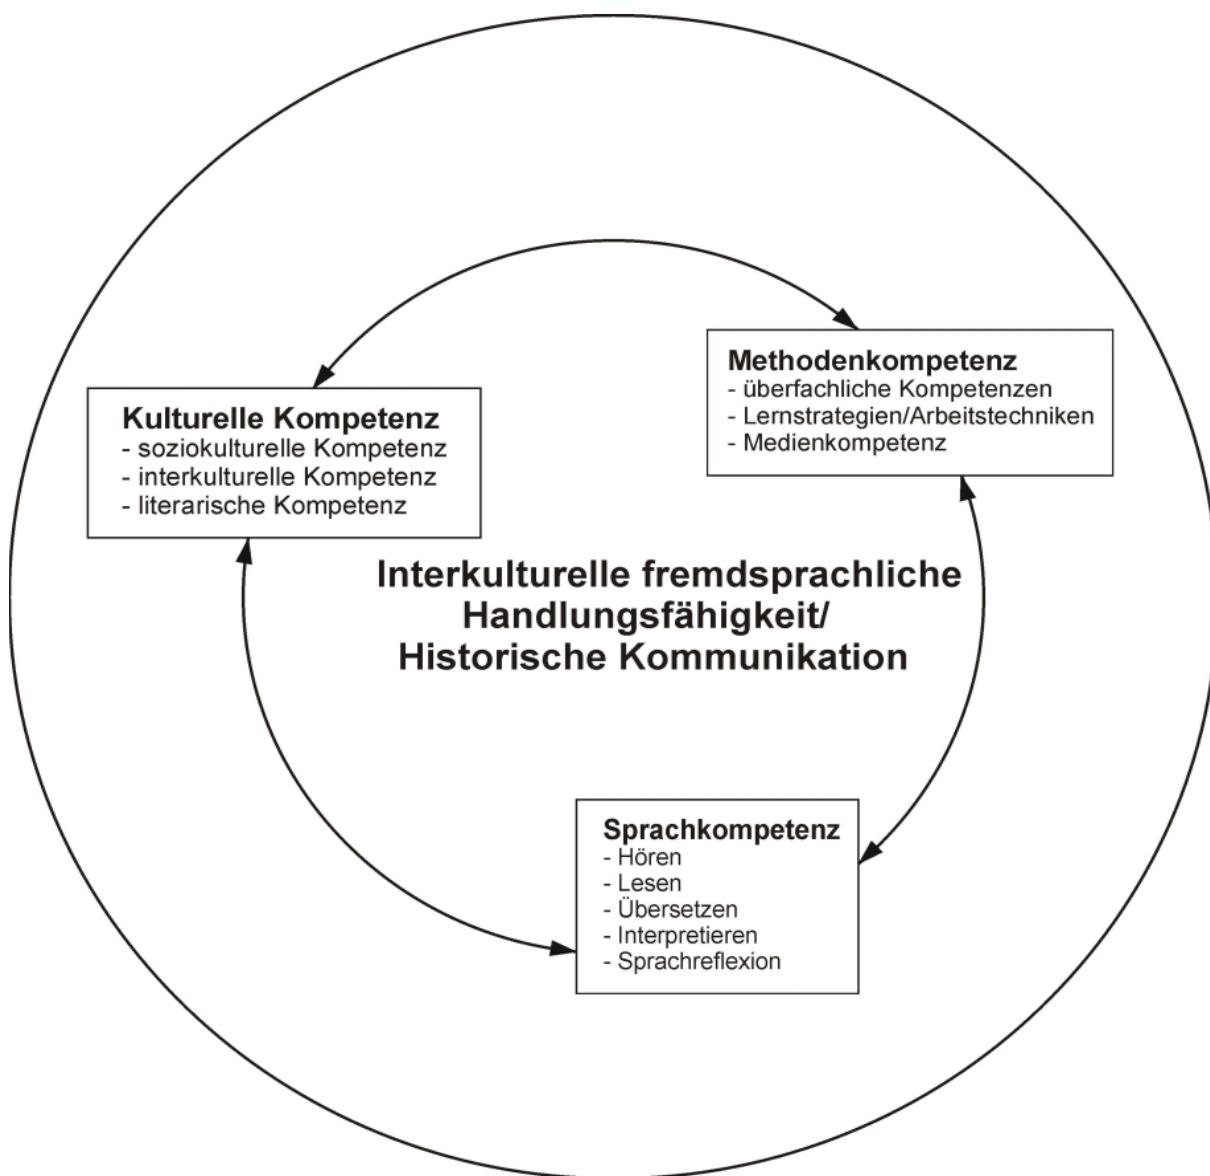 Methodenkompetenz
- überfachliche Kompetenzen
- Lernstrategien/Arbeitstechniken
- Medienkompetenz
Kulturelle Kompetenz
- soziokulturelle Kompetenz
- interkulturelle Kompetenz
- literarische Kompetenz
Interkulturelle fremdsprachliche
Handlungsfähigkeit/
Historische Kommunikation
Sprachkompetenz
- Hören
- Lesen
- Übersetzen
- Interpretieren
- Sprachreflexion